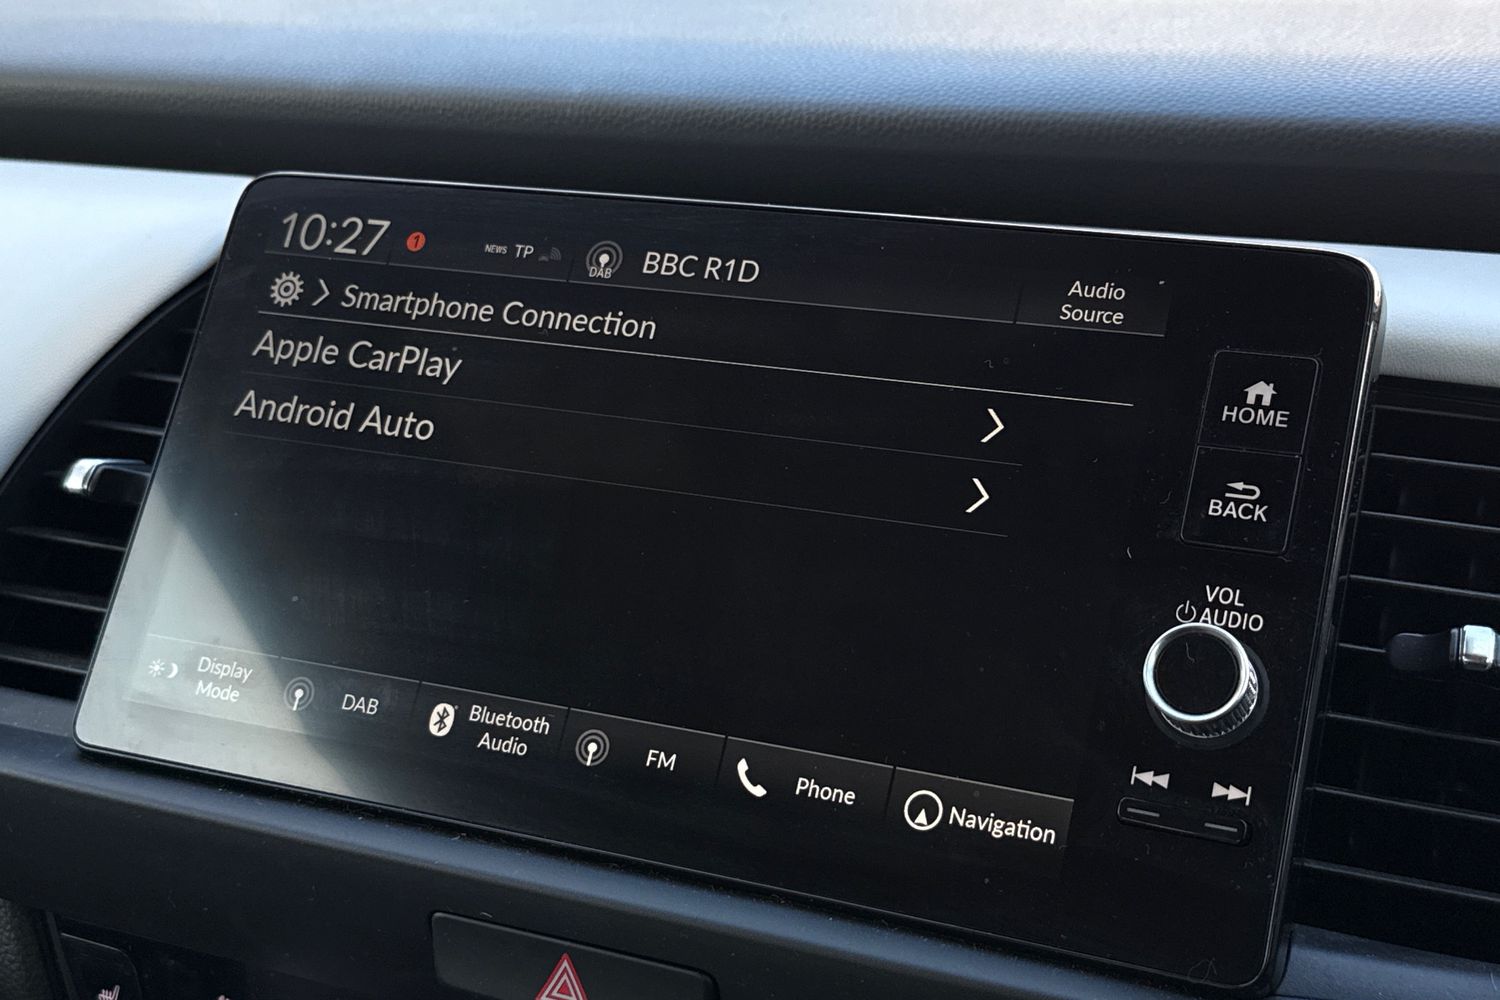 10:27
1
NEWS TP
DAB
BBC R1D
Audio
Source
Smartphone Connection
Apple CarPlay
Android Auto
HOME
BACK
VOL
AUDIO
Display
Mode
DAB
Bluetooth
Audio
FM
Phone
Navigation